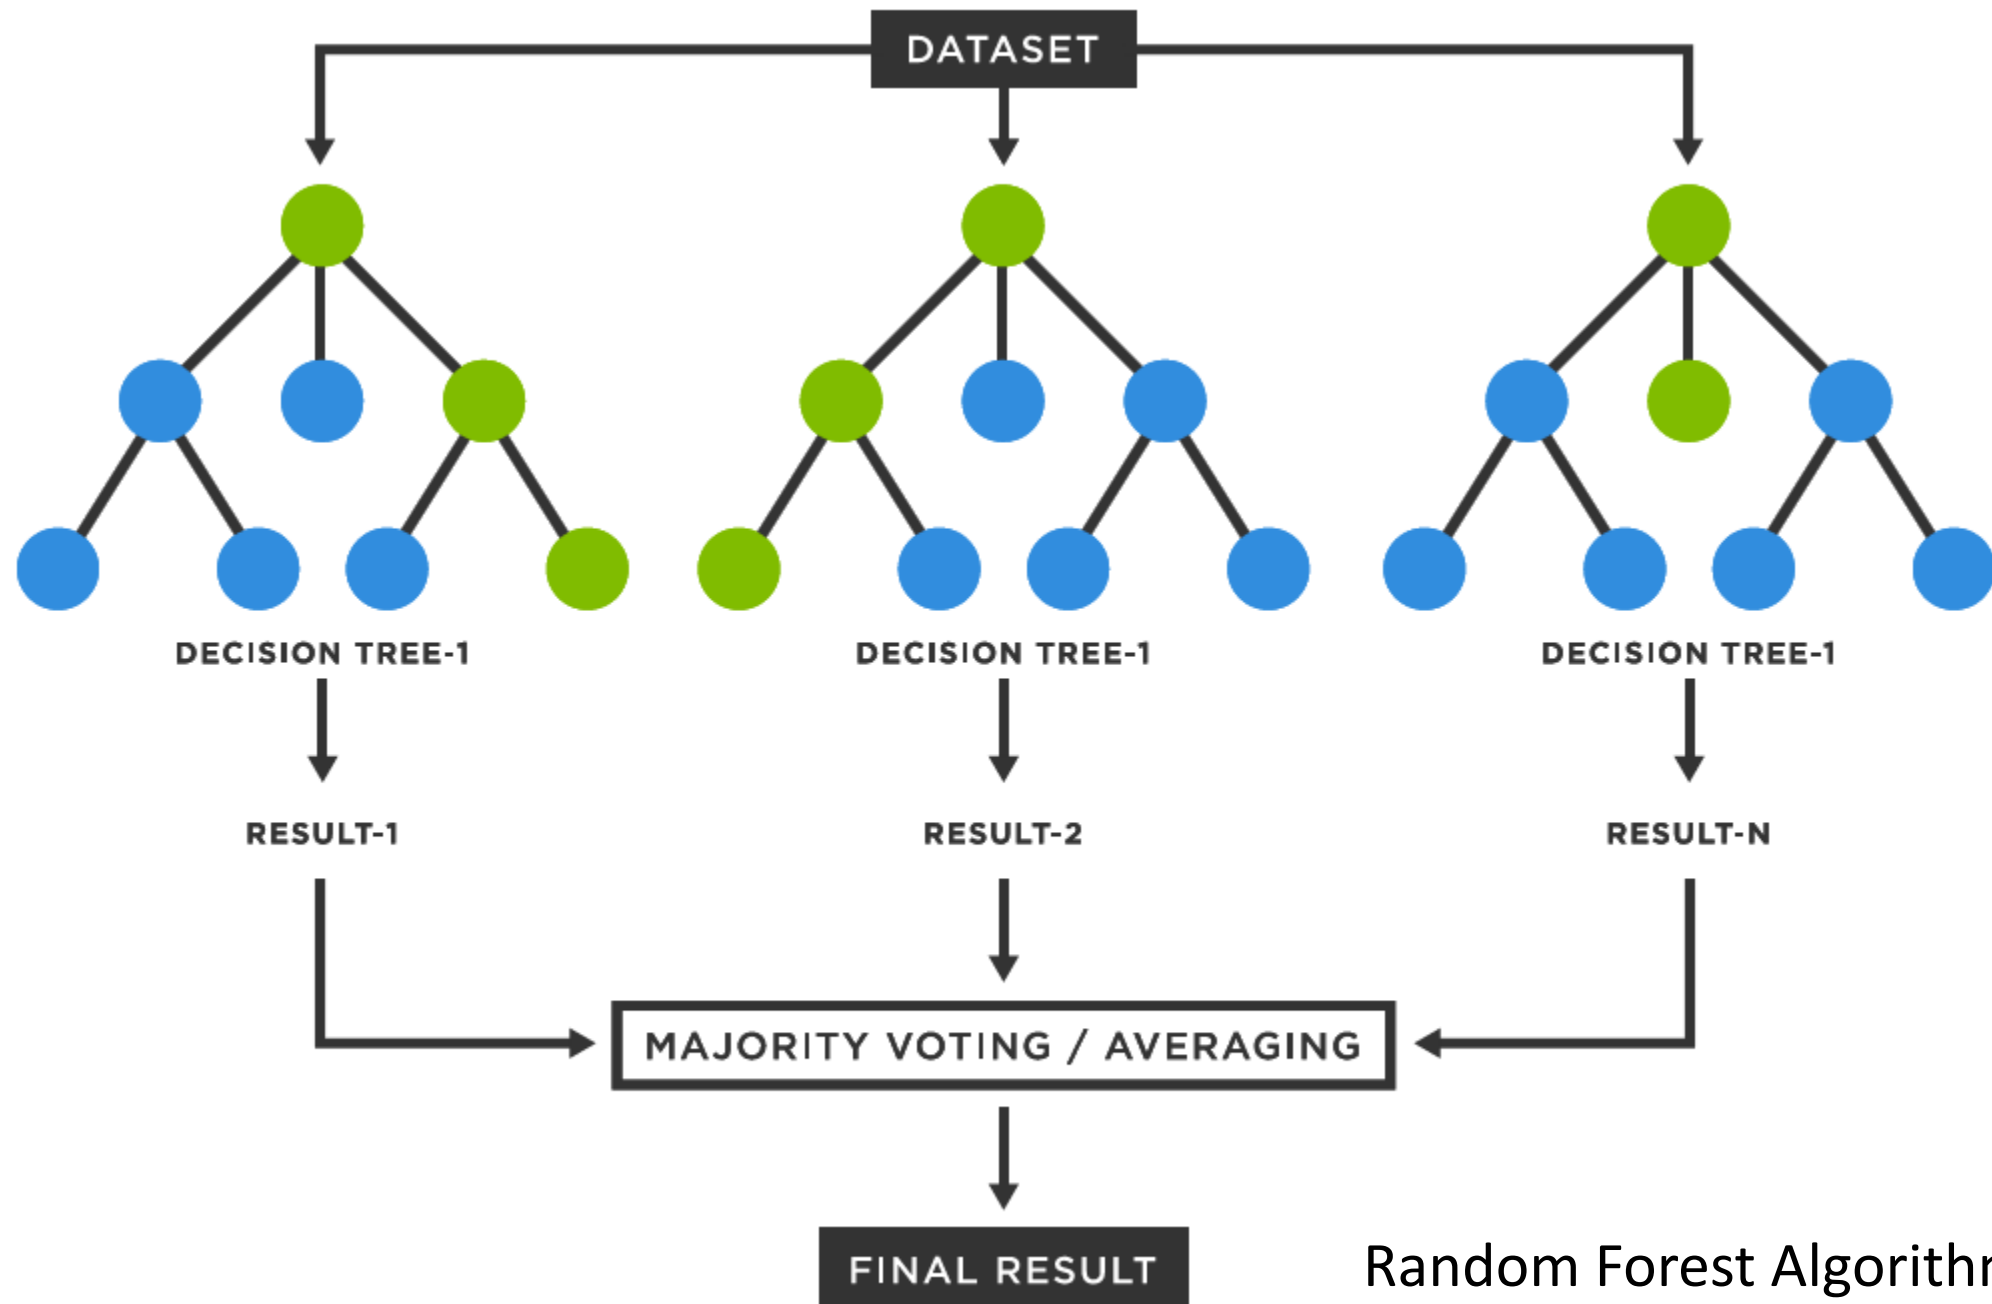 DATASET
DECISION TREE-1
DECISION TREE-1
DECISION TREE-1
RESULT-1
RESULT-2
RESULT-N
MAJORITY VOTING / AVERAGING
FINAL RESULT
Random Forest